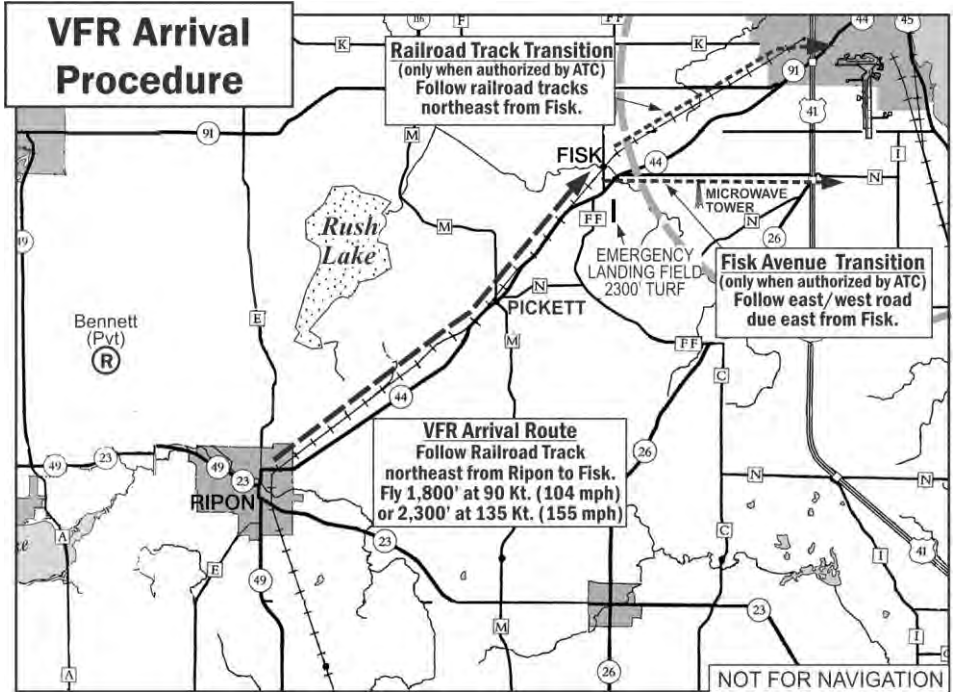 VFR Arrival
Procedure
116
F
FF
44
45
K
K
K
Railroad Track Transition
(only when authorized by ATC)
Follow railroad tracks
northeast from Fisk.
91
41
91
M
M
FISK
44
I
N
N
MICROWAVE
TOWER
FF
Rush
Lake
49
M
N
26
EMERGENCY
LANDING FIELD
2300' TURF
Fisk Avenue Transition
(only when authorized by ATC)
Follow east/west road
due east from Fisk.
N
PICKETT
E
Bennett
(Pvt)
R
M
FF
C
44
VFR Arrival Route
Follow Railroad Track
northeast from Ripon to Fisk.
Fly 1,800' at 90 Kt. (104 mph)
or 2,300' at 135 Kt. (155 mph)
26
49
23
49
23
RIPON
N
N
A
23
C
41
E
49
I
M
23
I
A
26
NOT FOR NAVIGATION